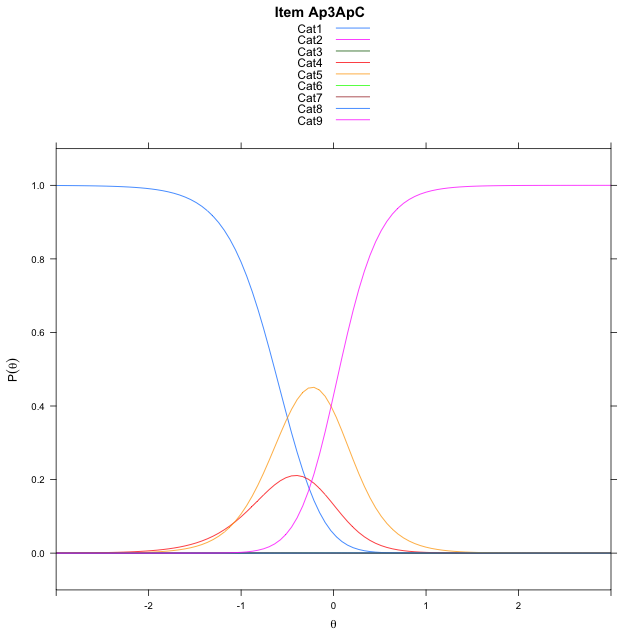 Item Ap3ApC
Cat1
Cat2
Cat3
Cat4
Cat5
Cat6
Cat7
Cat8
Cat9
1.0
0.8
0.6
0.4
0.2
0.0
P(θ)
-2
-1
0
1
2
θ